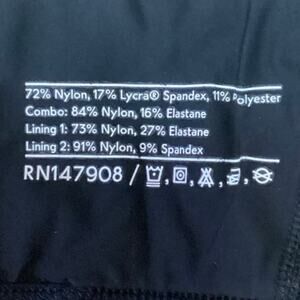 72% Nylon, 17% Lycra® Spandex, 11% Polyester
Combo: 84% Nylon, 16% Elastane
Lining 1: 73% Nylon, 27% Elastane
Lining 2: 91% Nylon, 9% Spandex
RN147908 /